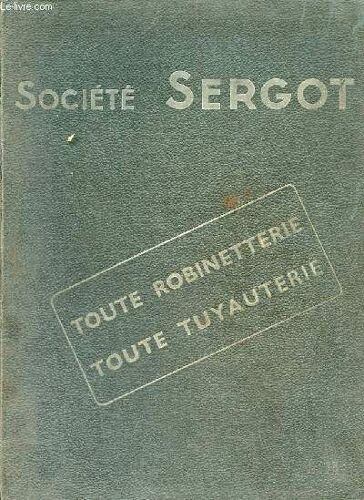 Le-livre.com
SOCIÉTÉ SERGOT
TOUTE ROBINETTERIE
TOUTE TUYAUTERIE